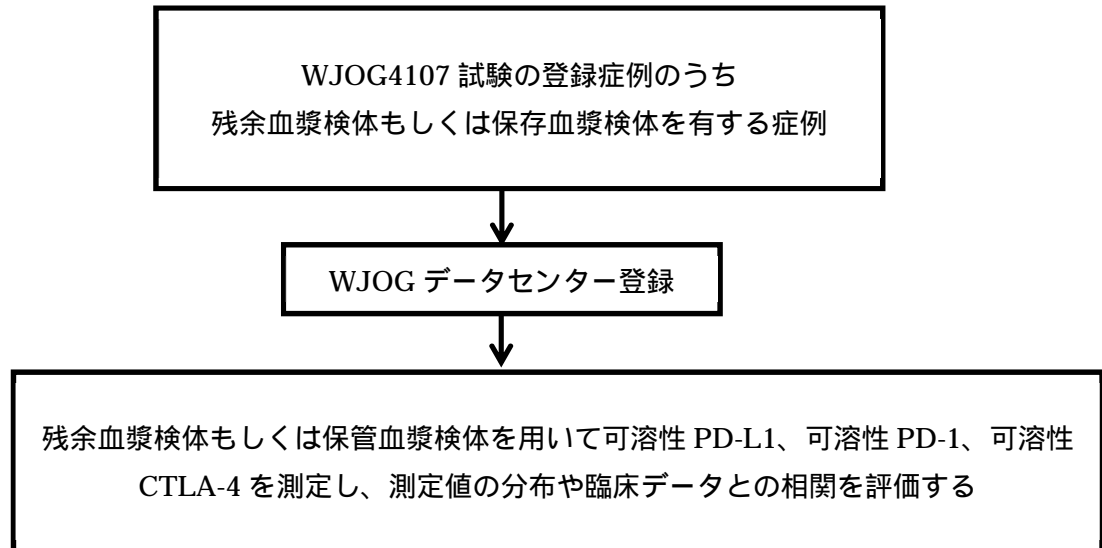 WJOG4107 試験の登録症例のうち
残余血漿検体もしくは保存血漿検体を有する症例
WJOG データセンター登録
残余血漿検体もしくは保管血漿検体を用いて可溶性 PD-L1、可溶性 PD-1、可溶性
CTLA-4 を測定し、測定値の分布や臨床データとの相関を評価する